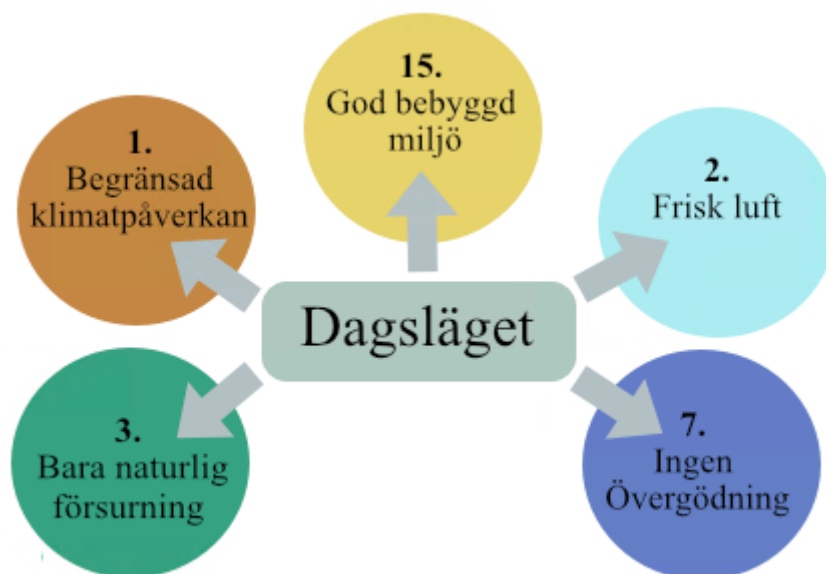 15.
God bebyggd
miljö
1.
Begränsad
klimatpåverkan
2.
Frisk luft
Dagsläget
3.
Bara naturlig
försurning
7.
Ingen
Övergödning